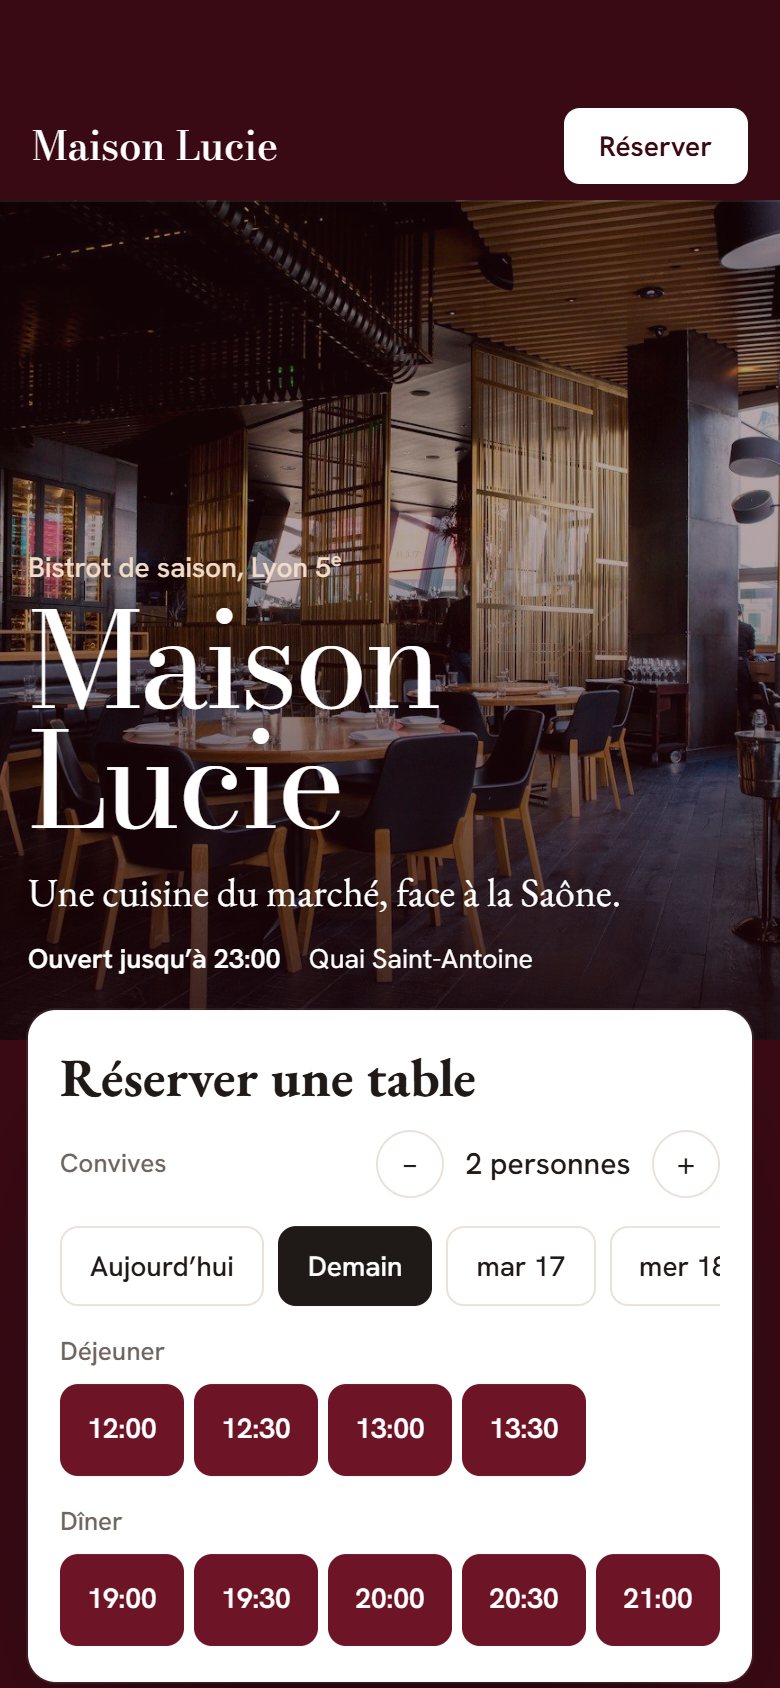 Maison Lucie
Réserver
Bistrot de saison, Lyon 5e
Maison
Lucie
Une cuisine du marché, face à la Saône.
Ouvert jusqu’à 23:00 Quai Saint-Antoine
Réserver une table
Convives
− 2 personnes +
Aujourd’hui Demain mar 17 mer 18
Déjeuner
12:00 12:30 13:00 13:30
Dîner
19:00 19:30 20:00 20:30 21:00